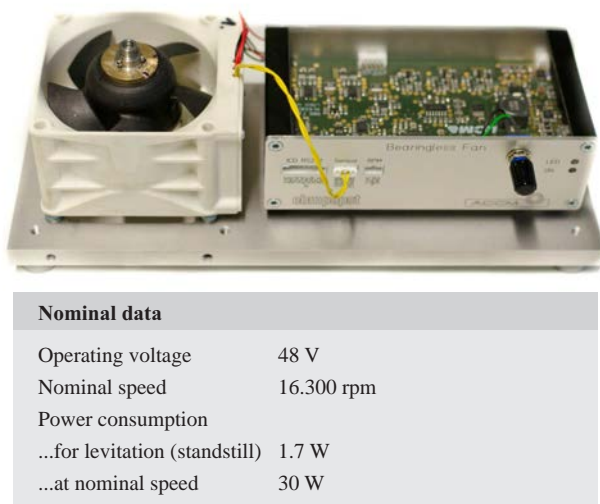 Bearingless Fan
Nominal data
Operating voltage 48 V
Nominal speed 16.300 rpm
Power consumption
...for levitation (standstill) 1.7 W
...at nominal speed 30 W